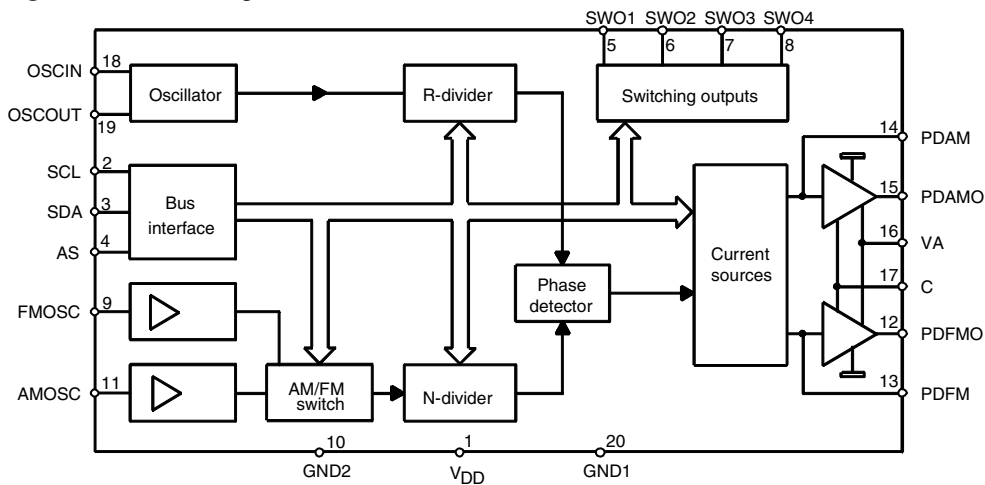 SWO1 SWO2 SWO3 SWO4
5 6 7 8
OSCIN 18
OSCOUT 19
Oscillator
R-divider
Switching outputs
14 PDAM
SCL 2
SDA 3
AS 4
Bus
interface
15 PDAMO
16 VA
17 C
Current
sources
Phase
detector
FMOSC 9
12 PDFMO
AMOSC 11
AM/FM
switch
N-divider
13 PDFM
10 1 20
GND2 VDD GND1